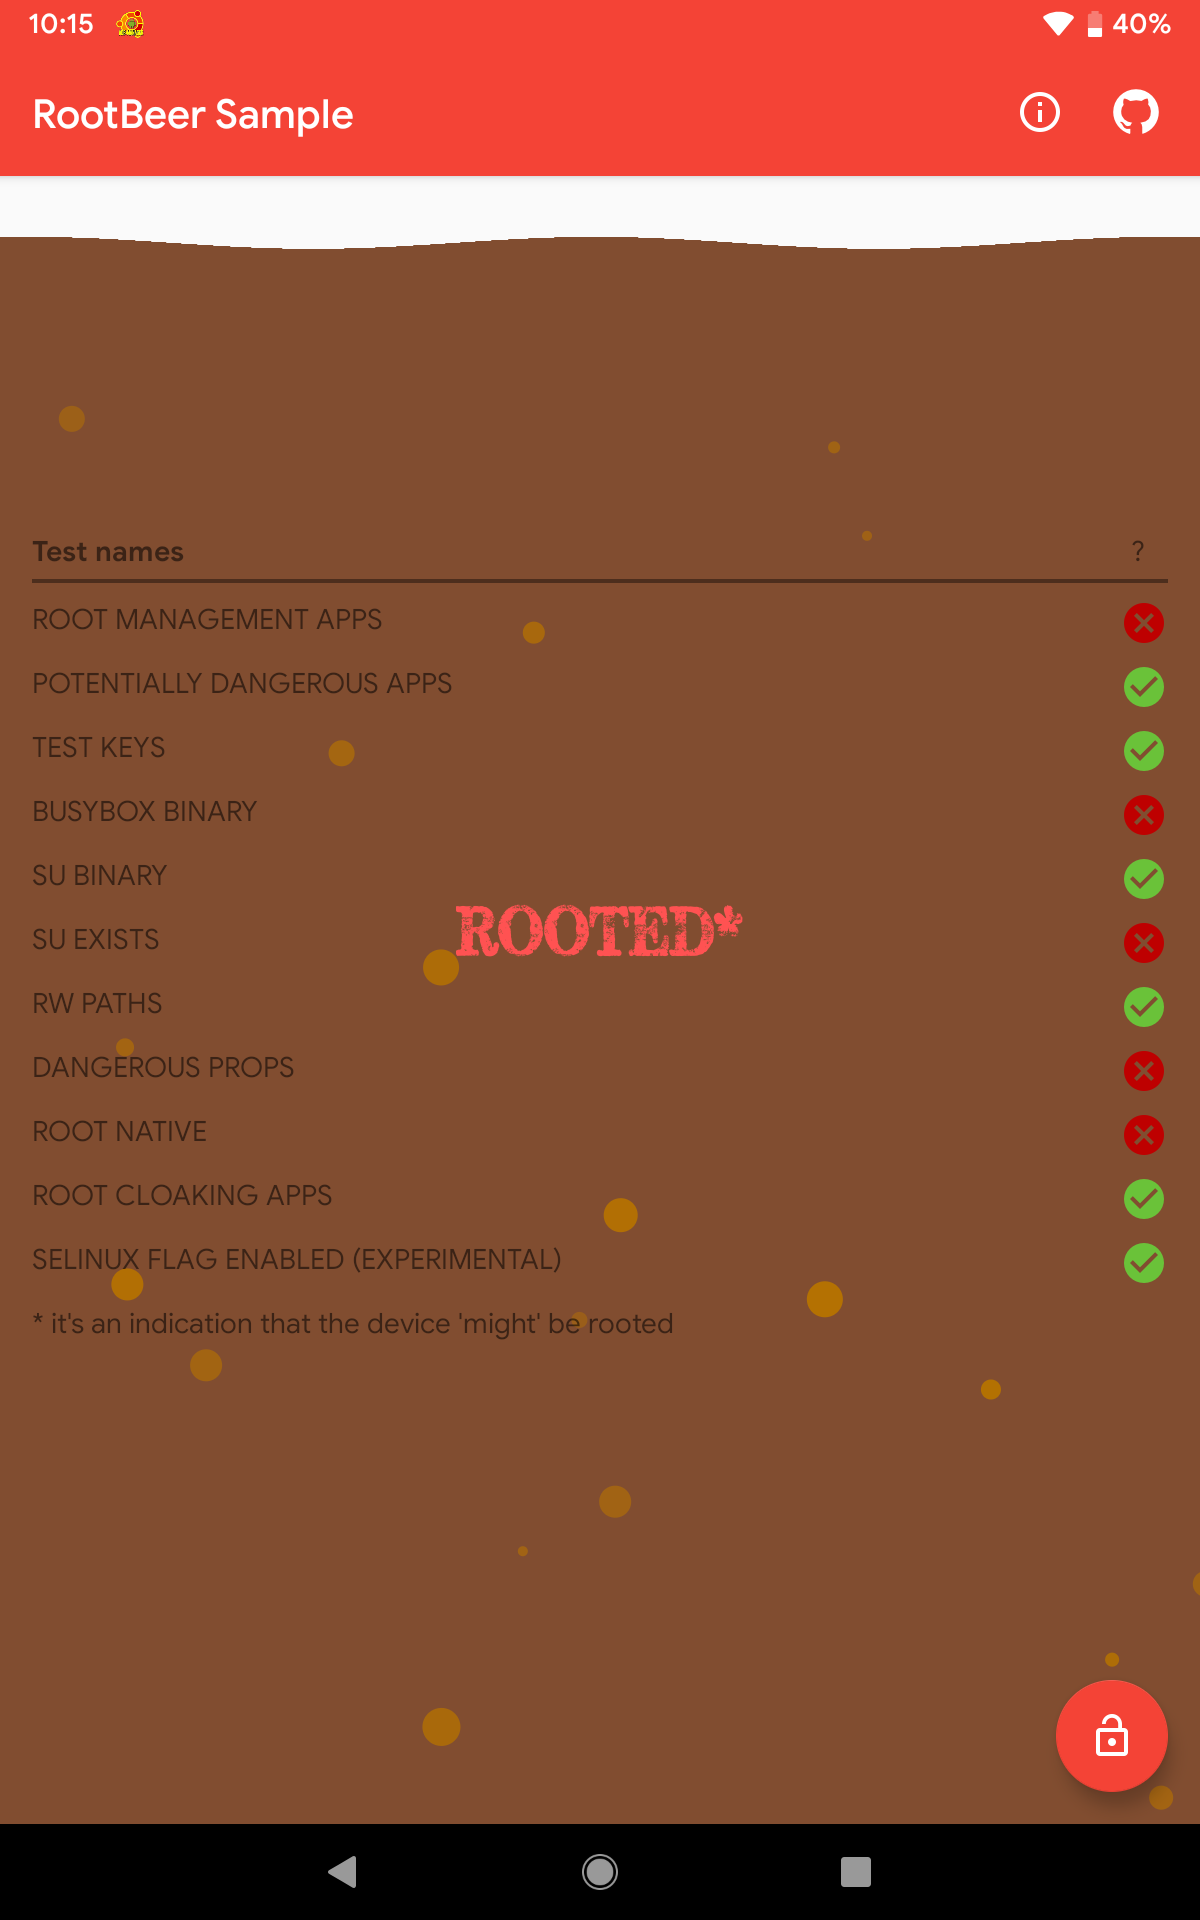 10:15 40%
RootBeer Sample
Test names ?
ROOT MANAGEMENT APPS
POTENTIALLY DANGEROUS APPS
TEST KEYS
BUSYBOX BINARY
SU BINARY
ROOTED*
SU EXISTS
RW PATHS
DANGEROUS PROPS
ROOT NATIVE
ROOT CLOAKING APPS
SELINUX FLAG ENABLED (EXPERIMENTAL)
* it's an indication that the device 'might' be rooted